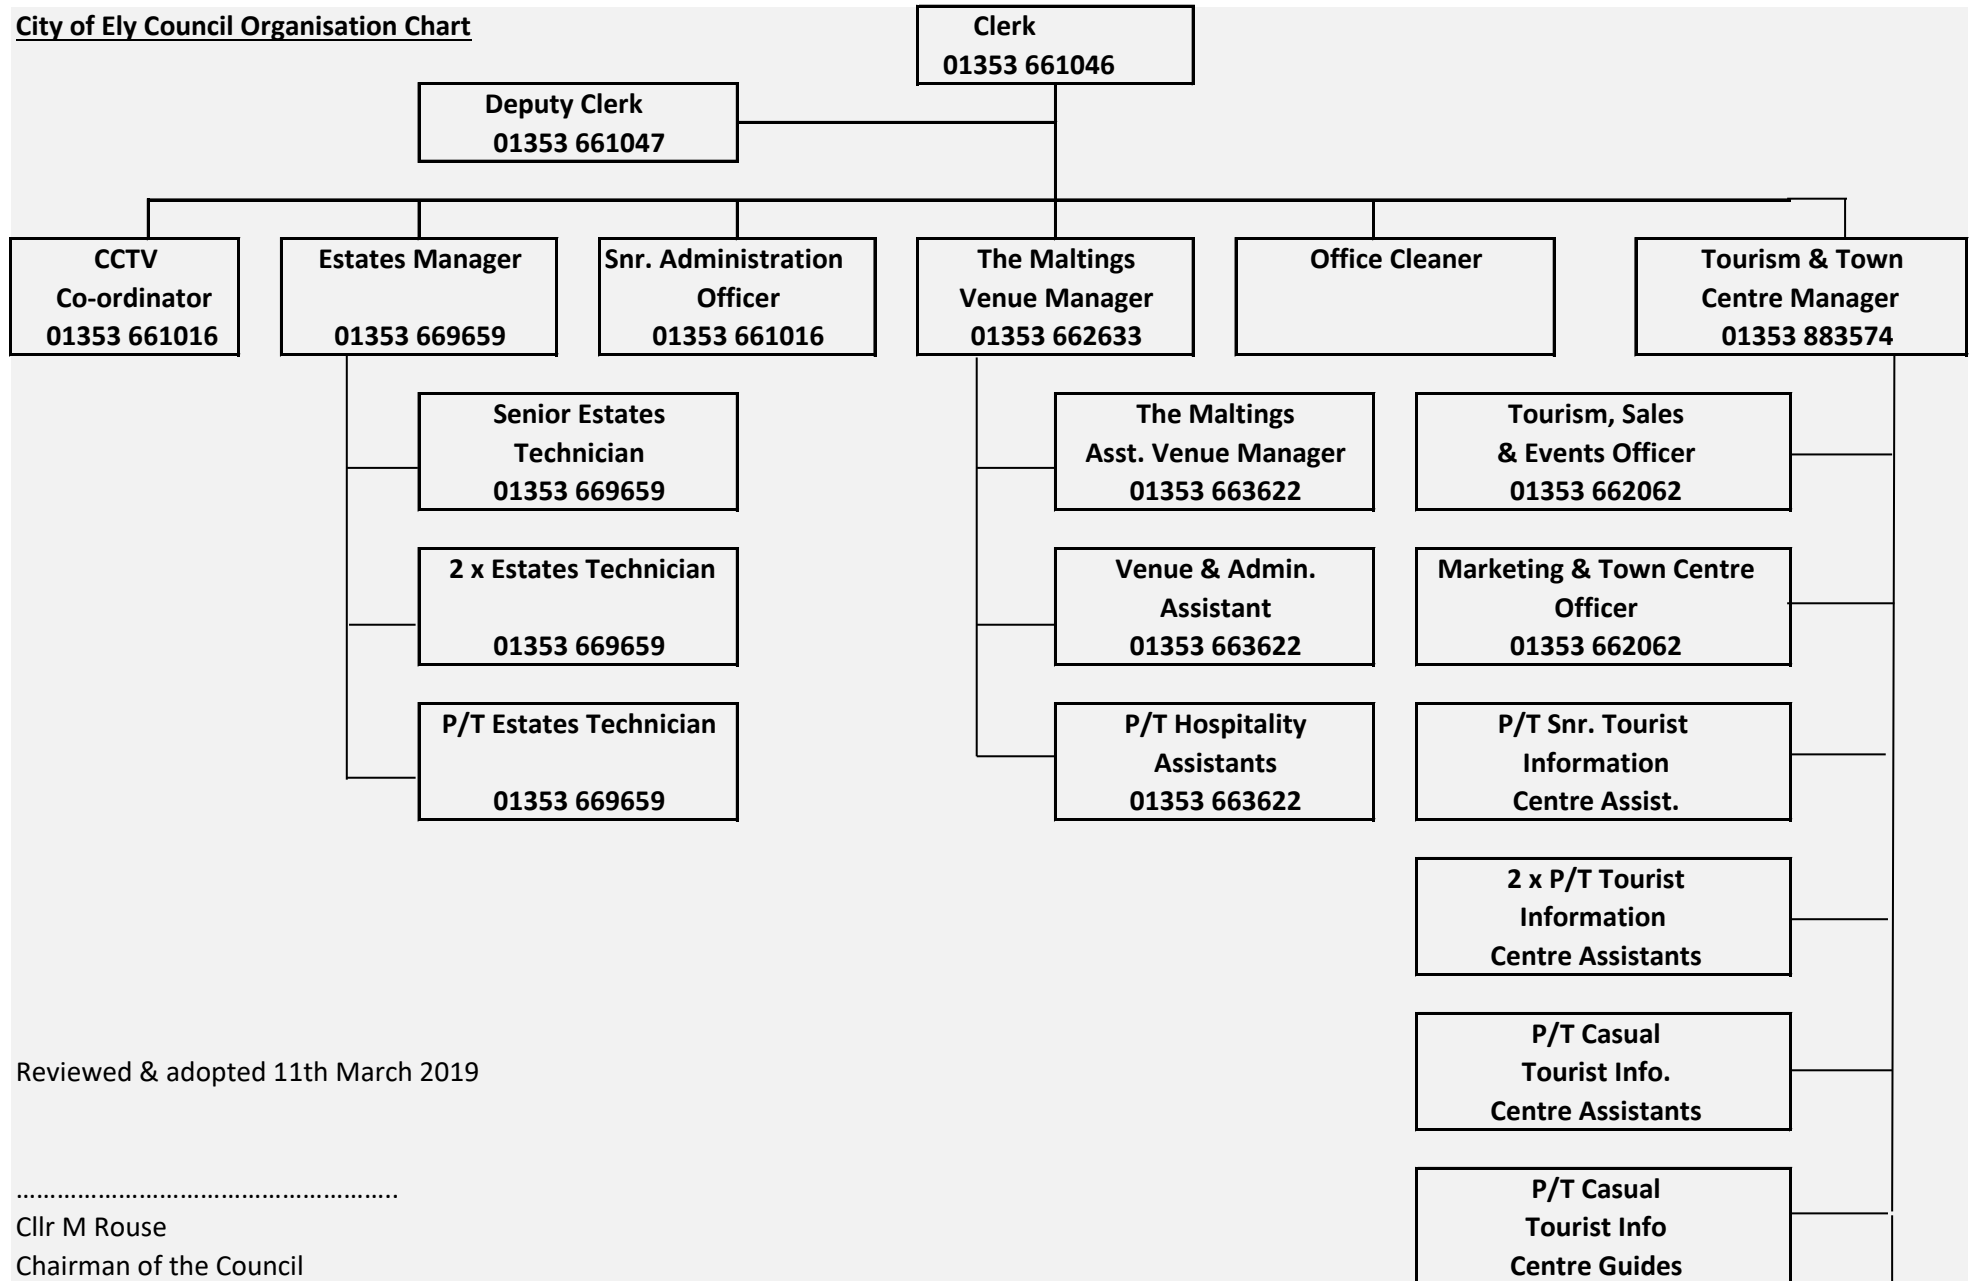 City of Ely Council Organisation Chart
Clerk
01353 661046
Deputy Clerk
01353 661047
CCTV
Co-ordinator
01353 661016
Estates Manager
01353 669659
Snr. Administration
Officer
01353 661016
The Maltings
Venue Manager
01353 662633
Office Cleaner
Tourism & Town
Centre Manager
01353 883574
Senior Estates
Technician
01353 669659
2 x Estates Technician
01353 669659
P/T Estates Technician
01353 669659
The Maltings
Asst. Venue Manager
01353 663622
Venue & Admin.
Assistant
01353 663622
P/T Hospitality
Assistants
01353 663622
Tourism, Sales
& Events Officer
01353 662062
Marketing & Town Centre
Officer
01353 662062
P/T Snr. Tourist
Information
Centre Assist.
2 x P/T Tourist
Information
Centre Assistants
P/T Casual
Tourist Info.
Centre Assistants
P/T Casual
Tourist Info
Centre Guides
Reviewed & adopted 11th March 2019
………………………………………………..
Cllr M Rouse
Chairman of the Council